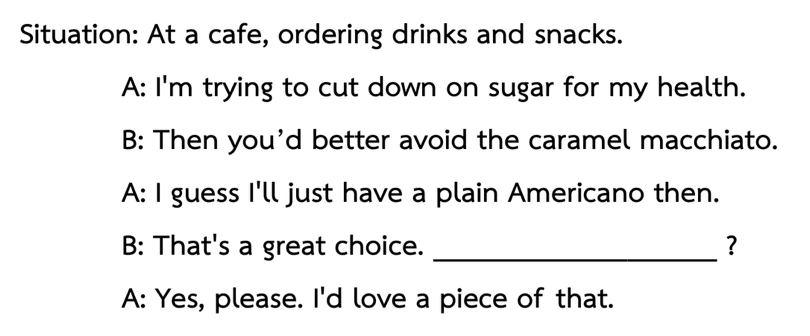 Situation: At a cafe, ordering drinks and snacks.
A: I'm trying to cut down on sugar for my health.
B: Then you’d better avoid the caramel macchiato.
A: I guess I'll just have a plain Americano then.
B: That's a great choice. ____________________ ?
A: Yes, please. I'd love a piece of that.